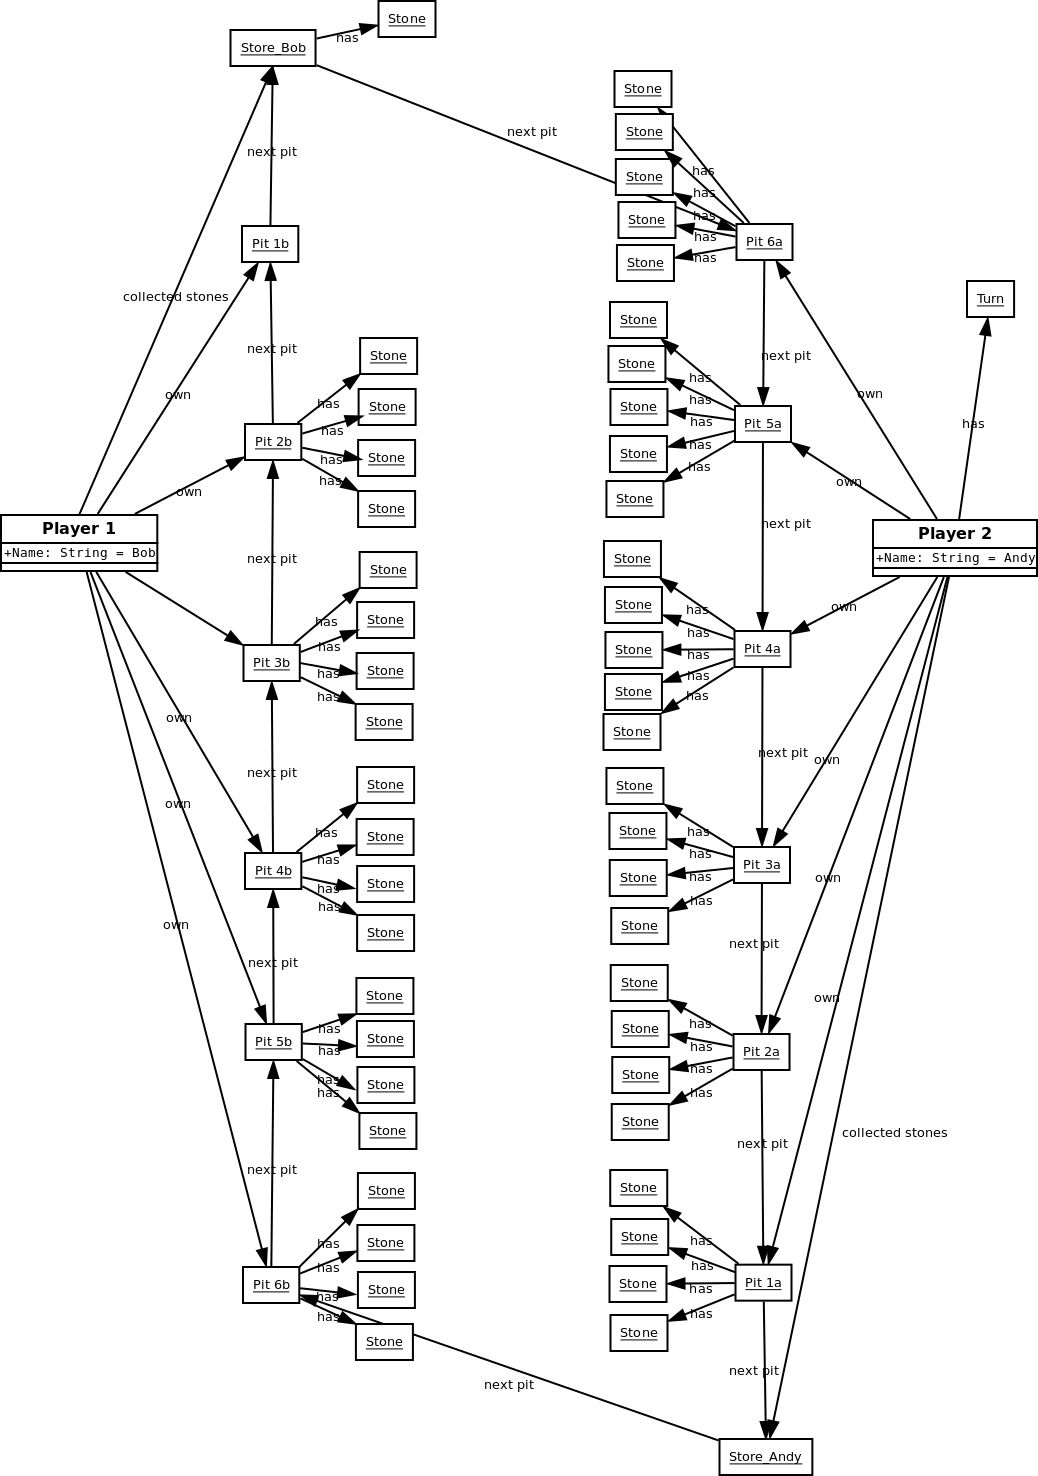 Stone
has
Store_Bob
next pit
next pit
collected stones
Pit 1b
own
next pit
Pit 2b
own
Stone
Stone
Stone
Stone
has
has
has
has
Player 1
+Name: String = Bob
next pit
Pit 3b
Stone
Stone
Stone
Stone
has
has
has
has
own
next pit
Pit 4b
Stone
Stone
Stone
Stone
has
has
has
has
own
next pit
Pit 5b
Stone
Stone
Stone
Stone
has
has
has
has
own
next pit
Pit 6b
Stone
Stone
Stone
Stone
has
has
has
has
next pit
Stone
Stone
Stone
Stone
Stone
has
has
has
has
has
Pit 6a
Turn
next pit
own
has
Stone
Stone
Stone
Stone
Stone
has
has
has
has
has
Pit 5a
own
next pit
Player 2
+Name: String = Andy
Stone
Stone
Stone
Stone
Stone
has
has
has
has
has
Pit 4a
own
next pit
own
Stone
Stone
Stone
Stone
has
has
has
has
Pit 3a
own
next pit
Stone
Stone
Stone
Stone
has
has
has
has
Pit 2a
own
next pit
collected stones
Stone
Stone
Stone
Stone
has
has
has
has
Pit 1a
next pit
Store_Andy